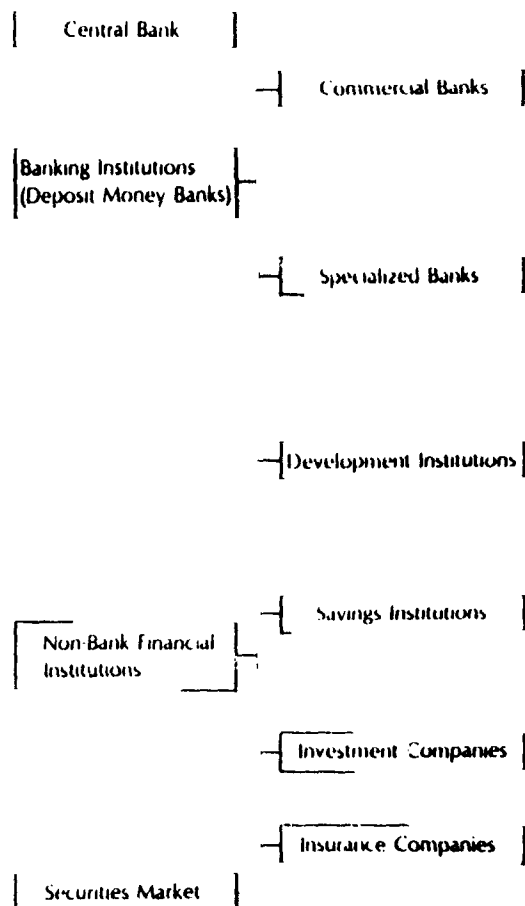 Central Bank
Commercial Banks
Banking Institutions
(Deposit Money Banks)
Specialized Banks
Development Institutions
Savings Institutions
Non-Bank Financial
Institutions
Investment Companies
Insurance Companies
Securities Market